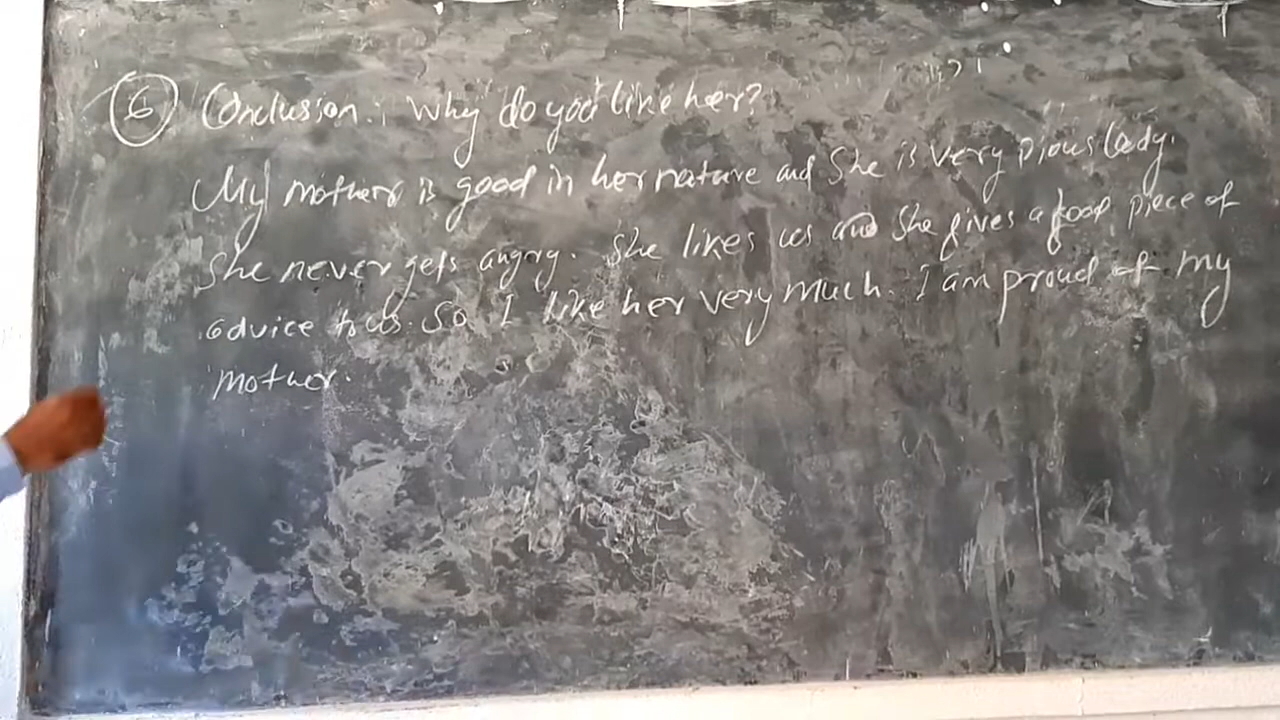 6 Conclusion: Why do you like her?
My mother is good in her nature and She is very pious lady.
She never gets angry. She likes us and She gives a good piece of
advice to us. So I like her very much. I am proud of my
mother.